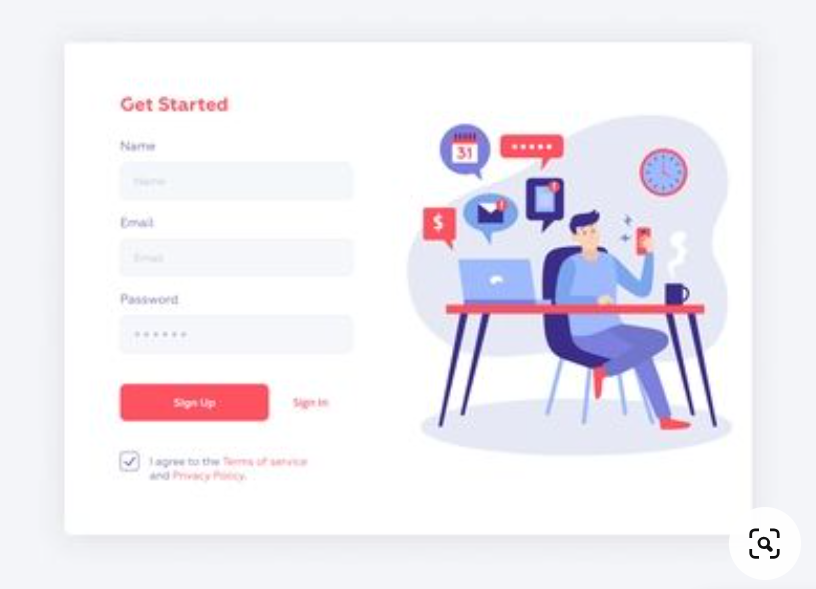 Get Started
Name
Name
Email
Email
Password
Sign Up Sign In
I agree to the Terms of service
and Privacy Policy.
31
$